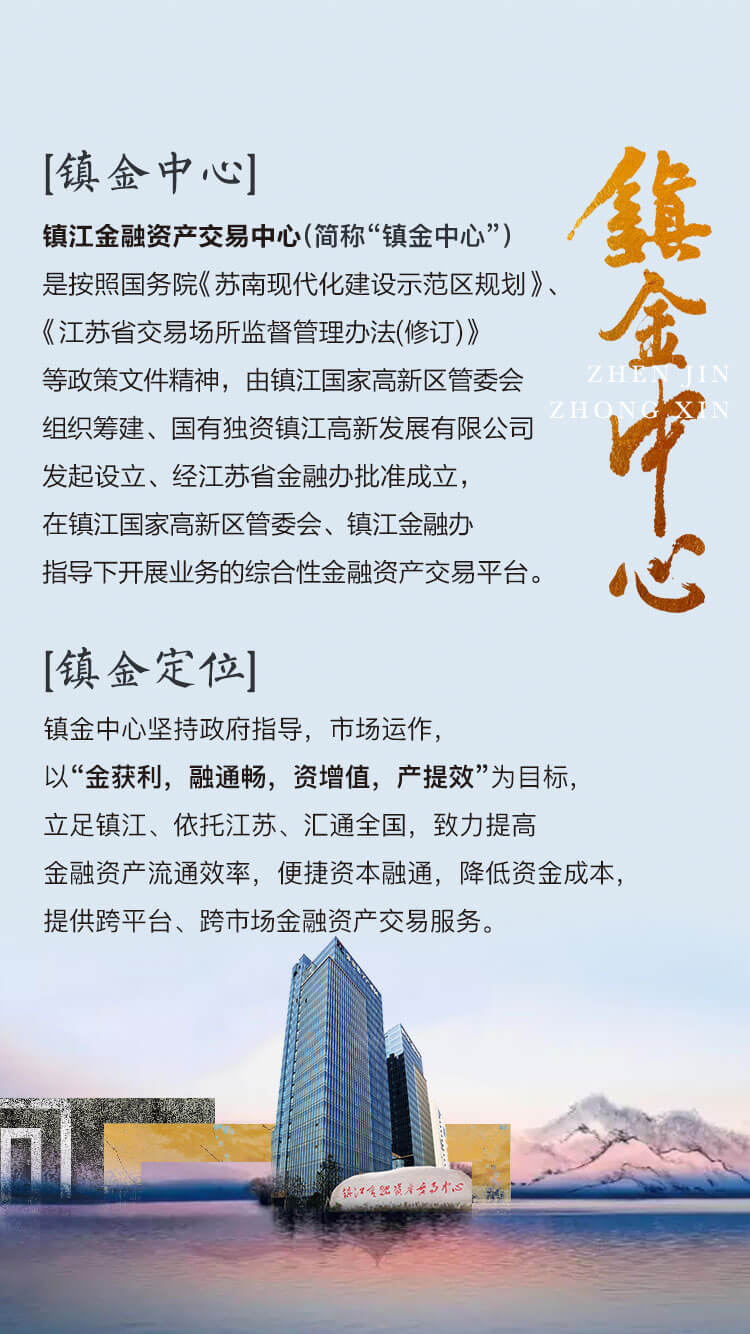 [镇金中心]
镇江金融资产交易中心(简称“镇金中心”)
是按照国务院《苏南现代化建设示范区规划》、
《江苏省交易场所监督管理办法(修订)》
等政策文件精神，由镇江国家高新区管委会
组织筹建、国有独资镇江高新发展有限公司
发起设立、经江苏省金融办批准成立，
在镇江国家高新区管委会、镇江金融办
指导下开展业务的综合性金融资产交易平台。
鎮金中心
ZHEN JIN
ZHONG XIN
[镇金定位]
镇金中心坚持政府指导，市场运作，
以“金获利，融通畅，资增值，产提效”为目标，
立足镇江、依托江苏、汇通全国，致力提高
金融资产流通效率，便捷资本融通，降低资金成本，
提供跨平台、跨市场金融资产交易服务。
镇江金融资产交易中心